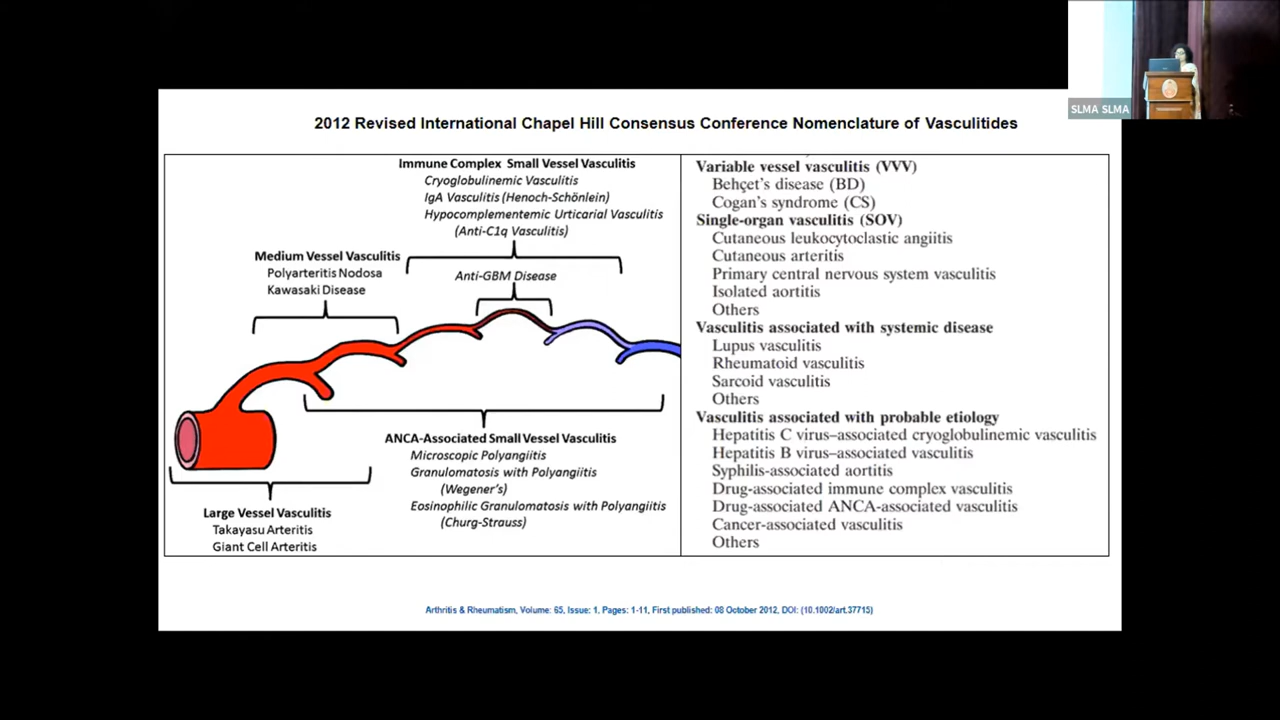 SLMA SLMA
2012 Revised International Chapel Hill Consensus Conference Nomenclature of Vasculitides
Immune Complex Small Vessel Vasculitis
Cryoglobulinemic Vasculitis
IgA Vasculitis (Henoch-Schönlein)
Hypocomplementemic Urticarial Vasculitis
(Anti-C1q Vasculitis)
Medium Vessel Vasculitis
Polyarteritis Nodosa
Kawasaki Disease
Anti-GBM Disease
ANCA-Associated Small Vessel Vasculitis
Microscopic Polyangiitis
Granulomatosis with Polyangiitis
(Wegener's)
Eosinophilic Granulomatosis with Polyangiitis
(Churg-Strauss)
Large Vessel Vasculitis
Takayasu Arteritis
Giant Cell Arteritis
Variable vessel vasculitis (VVV)
Behçet's disease (BD)
Cogan's syndrome (CS)
Single-organ vasculitis (SOV)
Cutaneous leukocytoclastic angiitis
Cutaneous arteritis
Primary central nervous system vasculitis
Isolated aortitis
Others
Vasculitis associated with systemic disease
Lupus vasculitis
Rheumatoid vasculitis
Sarcoid vasculitis
Others
Vasculitis associated with probable etiology
Hepatitis C virus–associated cryoglobulinemic vasculitis
Hepatitis B virus–associated vasculitis
Syphilis-associated aortitis
Drug-associated immune complex vasculitis
Drug-associated ANCA-associated vasculitis
Cancer-associated vasculitis
Others
Arthritis & Rheumatism, Volume: 65, Issue: 1, Pages: 1-11, First published: 08 October 2012, DOI: (10.1002/art.37715)